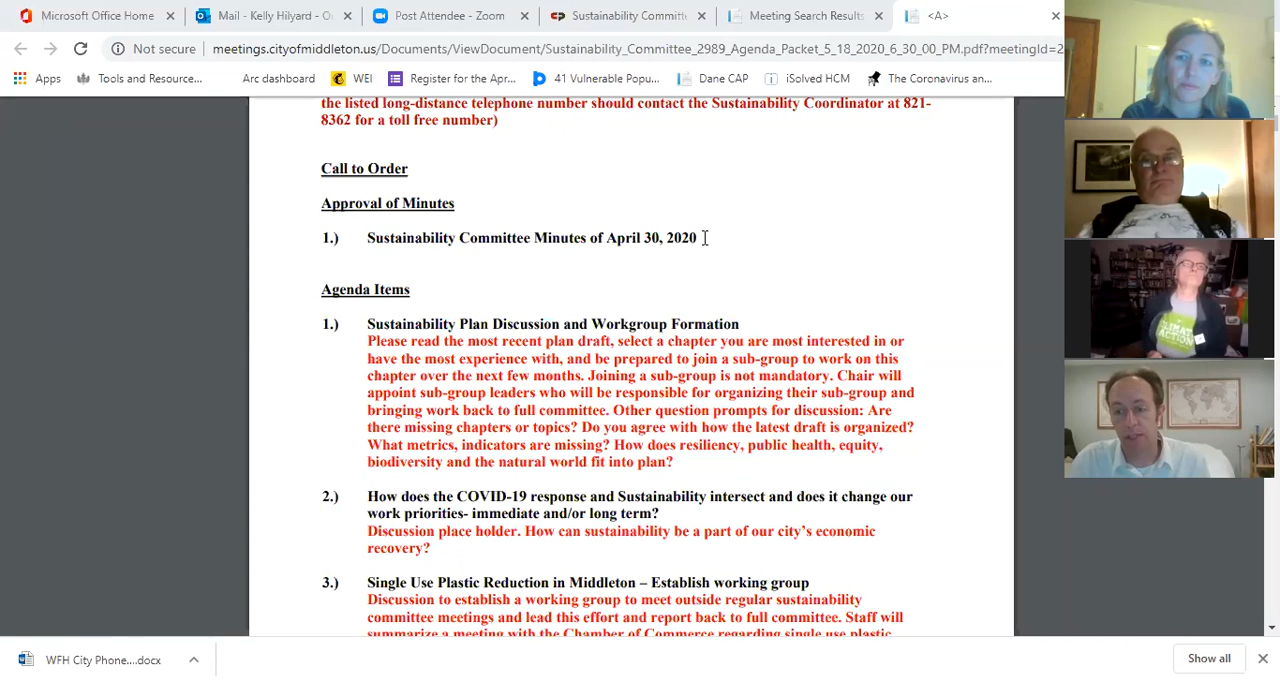 Microsoft Office Home
Mail - Kelly Hilyard - O
Post Attendee - Zoom
Sustainability Committe
Meeting Search Results
<A>
Not secure
meetings.cityofmiddleton.us/Documents/ViewDocument/Sustainability_Committee_2989_Agenda_Packet_5_18_2020_6_30_00_PM.pdf?meetingId=2
Apps
Tools and Resource...
Arc dashboard
WEI
Register for the Apr...
41 Vulnerable Popu...
Dane CAP
iSolved HCM
The Coronavirus an...
the listed long-distance telephone number should contact the Sustainability Coordinator at 821-
8362 for a toll free number)
Call to Order
Approval of Minutes
1.) Sustainability Committee Minutes of April 30, 2020
Agenda Items
1.) Sustainability Plan Discussion and Workgroup Formation
Please read the most recent plan draft, select a chapter you are most interested in or
have the most experience with, and be prepared to join a sub-group to work on this
chapter over the next few months. Joining a sub-group is not mandatory. Chair will
appoint sub-group leaders who will be responsible for organizing their sub-group and
bringing work back to full committee. Other question prompts for discussion: Are
there missing chapters or topics? Do you agree with how the latest draft is organized?
What metrics, indicators are missing? How does resiliency, public health, equity,
biodiversity and the natural world fit into plan?
2.) How does the COVID-19 response and Sustainability intersect and does it change our
work priorities- immediate and/or long term?
Discussion place holder. How can sustainability be a part of our city's economic
recovery?
3.) Single Use Plastic Reduction in Middleton – Establish working group
Discussion to establish a working group to meet outside regular sustainability
committee meetings and lead this effort and report back to full committee. Staff will
summarize a meeting with the Chamber of Commerce regarding single use plastic
CLIMATE
ACTION
WFH City Phone....docx
Show all